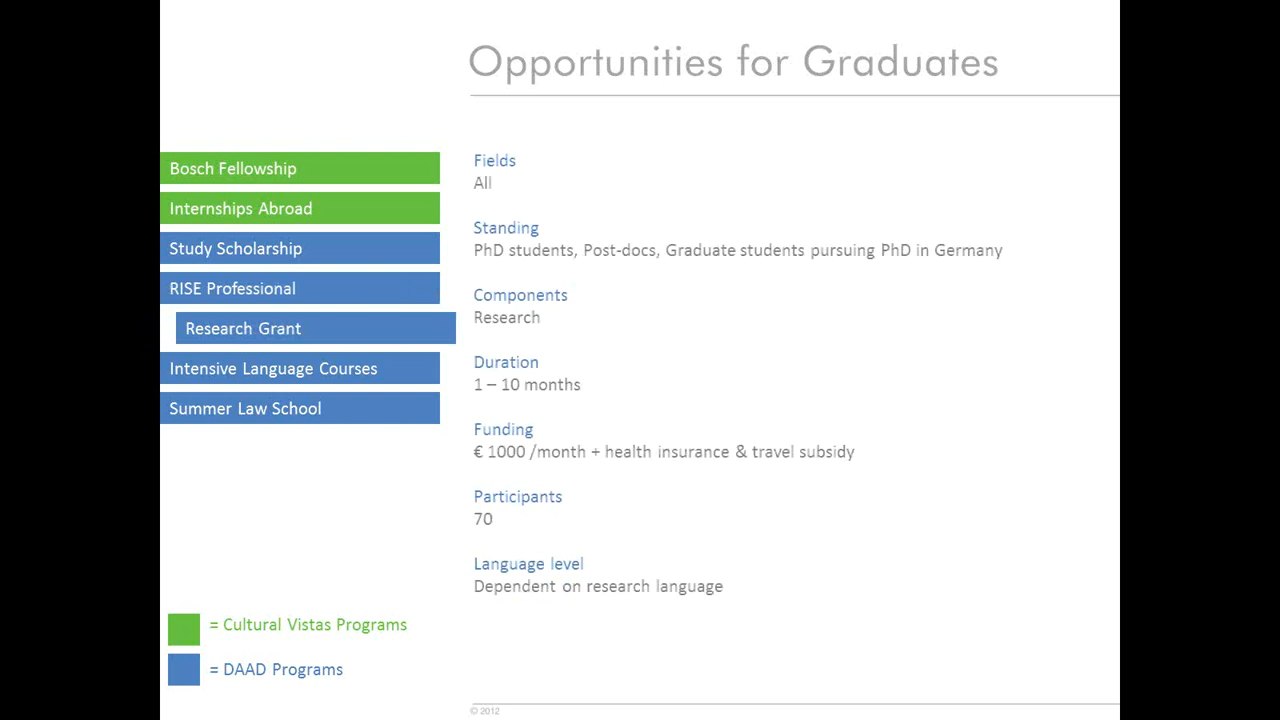 Opportunities for Graduates
Bosch Fellowship
Internships Abroad
Study Scholarship
RISE Professional
Research Grant
Intensive Language Courses
Summer Law School
Fields
All
Standing
PhD students, Post-docs, Graduate students pursuing PhD in Germany
Components
Research
Duration
1 – 10 months
Funding
€ 1000 /month + health insurance & travel subsidy
Participants
70
Language level
Dependent on research language
= Cultural Vistas Programs
= DAAD Programs
© 2012